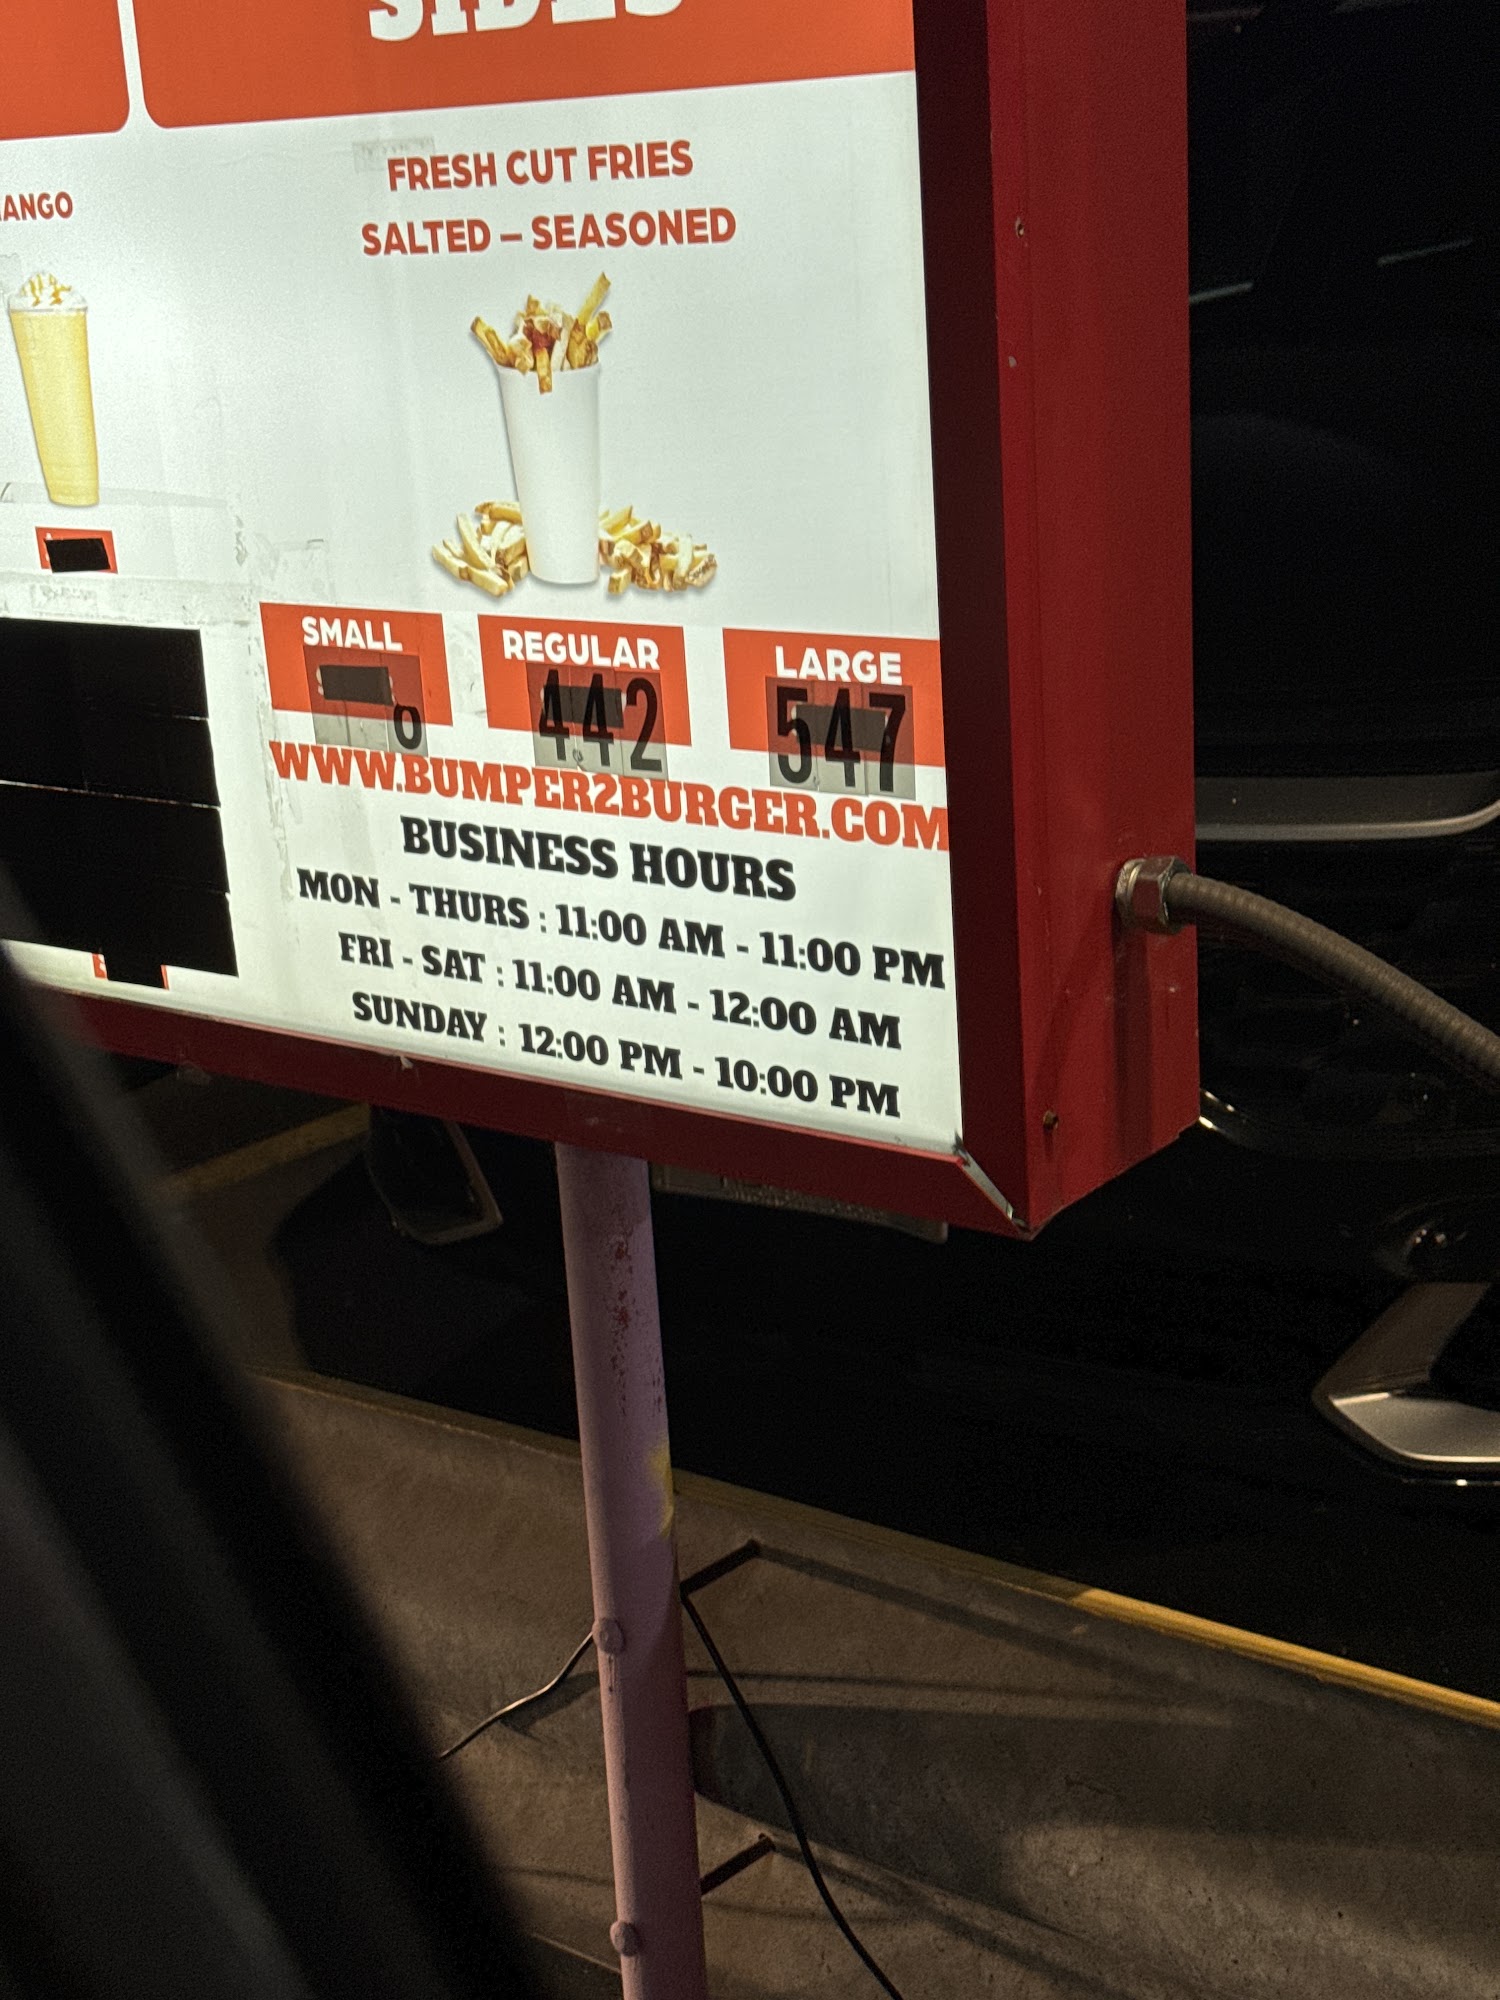 SIDES
ANGO
FRESH CUT FRIES
SALTED – SEASONED
SMALL
REGULAR
LARGE
442
547
WWW.BUMPER2BURGER.COM
BUSINESS HOURS
MON - THURS : 11:00 AM - 11:00 PM
FRI - SAT : 11:00 AM - 12:00 AM
SUNDAY : 12:00 PM - 10:00 PM